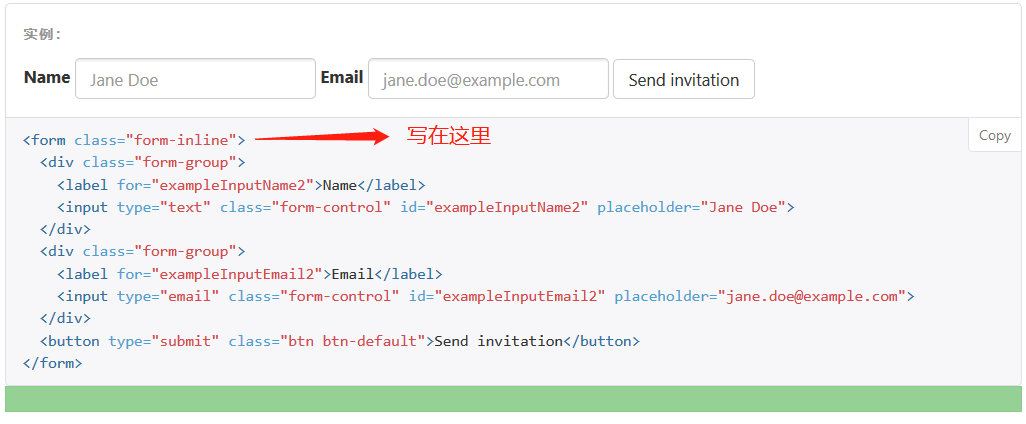 实例：
Name Jane Doe Email jane.doe@example.com Send invitation
<form class="form-inline"> 写在这里 Copy
<div class="form-group">
<label for="exampleInputName2">Name</label>
<input type="text" class="form-control" id="exampleInputName2" placeholder="Jane Doe">
</div>
<div class="form-group">
<label for="exampleInputEmail2">Email</label>
<input type="email" class="form-control" id="exampleInputEmail2" placeholder="jane.doe@example.com">
</div>
<button type="submit" class="btn btn-default">Send invitation</button>
</form>